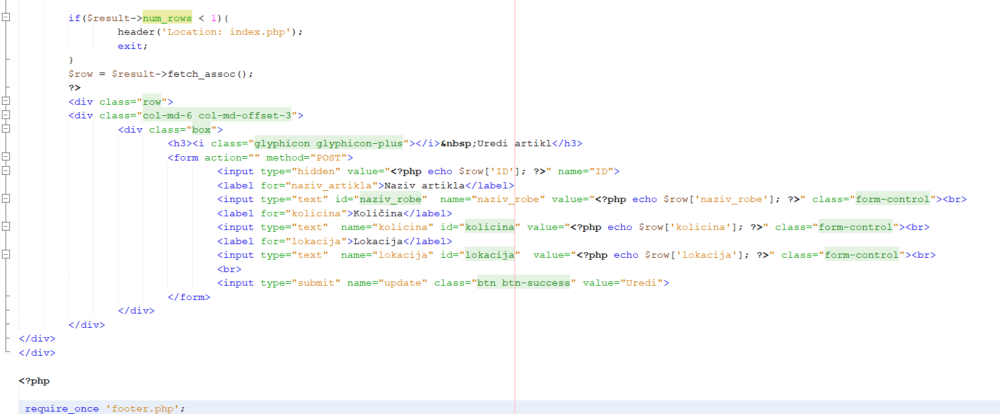 if($result->num_rows < 1){
header('Location: index.php');
exit;
}
$row = $result->fetch_assoc();
?>
<div class="row">
<div class="col-md-6 col-md-offset-3">
<div class="box">
<h3><i class="glyphicon glyphicon-plus"></i>&nbsp;Uredi artikl</h3>
<form action="" method="POST">
<input type="hidden" value="<?php echo $row['ID']; ?>" name="ID">
<label for="naziv_artikla">Naziv artikla</label>
<input type="text" id="naziv_robe"  name="naziv_robe" value="<?php echo $row['naziv_robe']; ?>" class="form-control"><br>
<label for="kolicina">Količina</label>
<input type="text"  name="kolicina" id="kolicina" value="<?php echo $row['kolicina']; ?>" class="form-control"><br>
<label for="lokacija">Lokacija</label>
<input type="text"  name="lokacija" id="lokacija"  value="<?php echo $row['lokacija']; ?>" class="form-control"><br>
<br>
<input type="submit" name="update" class="btn btn-success" value="Uredi">
</form>
</div>
</div>
</div>
</div>
<?php
require_once 'footer.php';